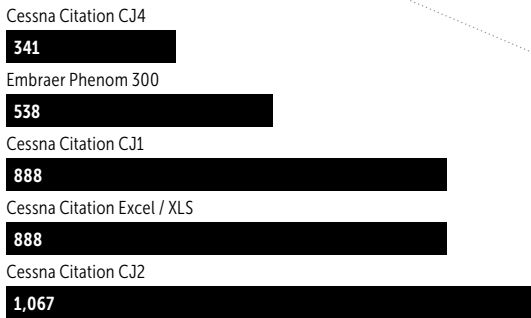 Cessna Citation CJ4
341
Embraer Phenom 300
538
Cessna Citation CJ1
888
Cessna Citation Excel / XLS
888
Cessna Citation CJ2
1,067